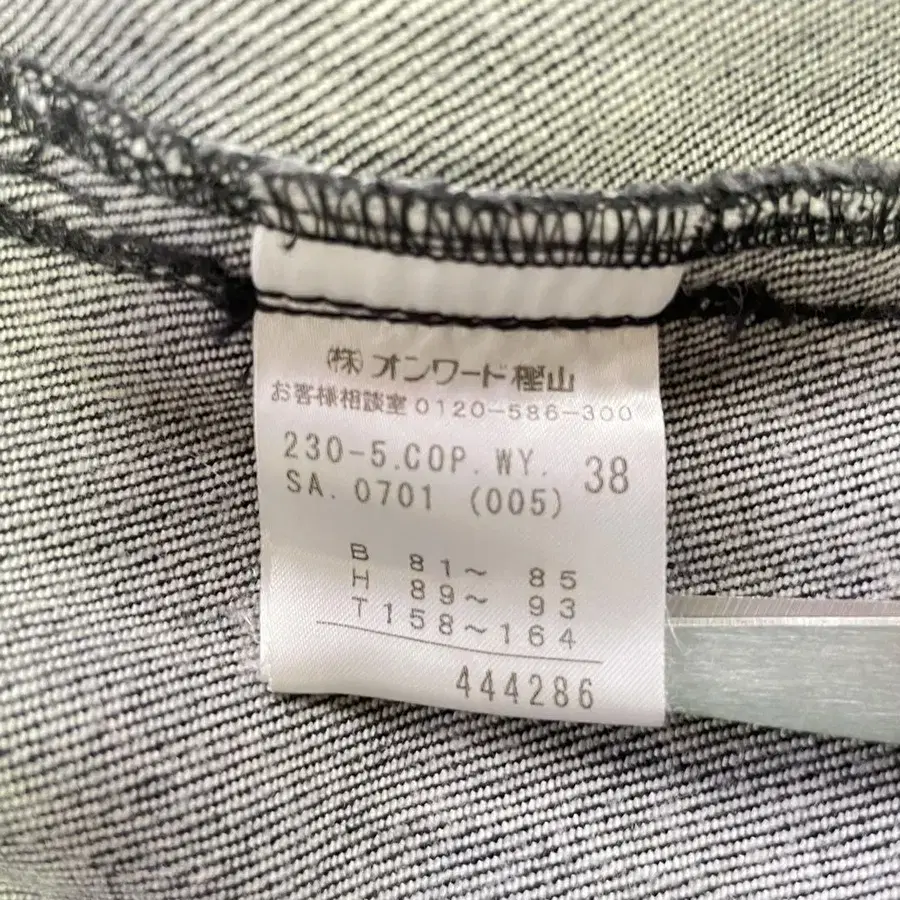 (株)オンワード樫山
お客様相談室 0120-586-300
230-5.COP.WY. 38
SA. 0701 (005)
B 81~ 85
H 89~ 93
T158~164
444286